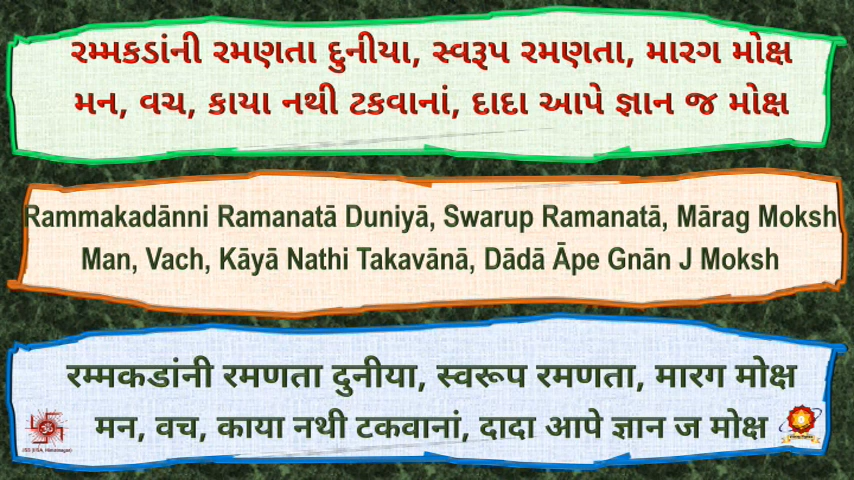 રમ્મકડાંની રમણતા દુનીયા, સ્વરૂપ રમણતા, મારગ મોક્ષ
મન, વચ, કાયા નથી ટકવાનાં, દાદા આપે જ્ઞાન જ મોક્ષ
Rammakadānni Ramanatā Duniyā, Swarup Ramanatā, Mārag Moksh
Man, Vach, Kāyā Nathi Takavānā, Dādā Āpe Gnān J Moksh
रम्मकडांनी रमणता दुनीया, स्वरूप रमणता, मारग मोक्ष
मन, वच, काया नथी टकवानां, दादा आपे ज्ञान ज मोक्ष